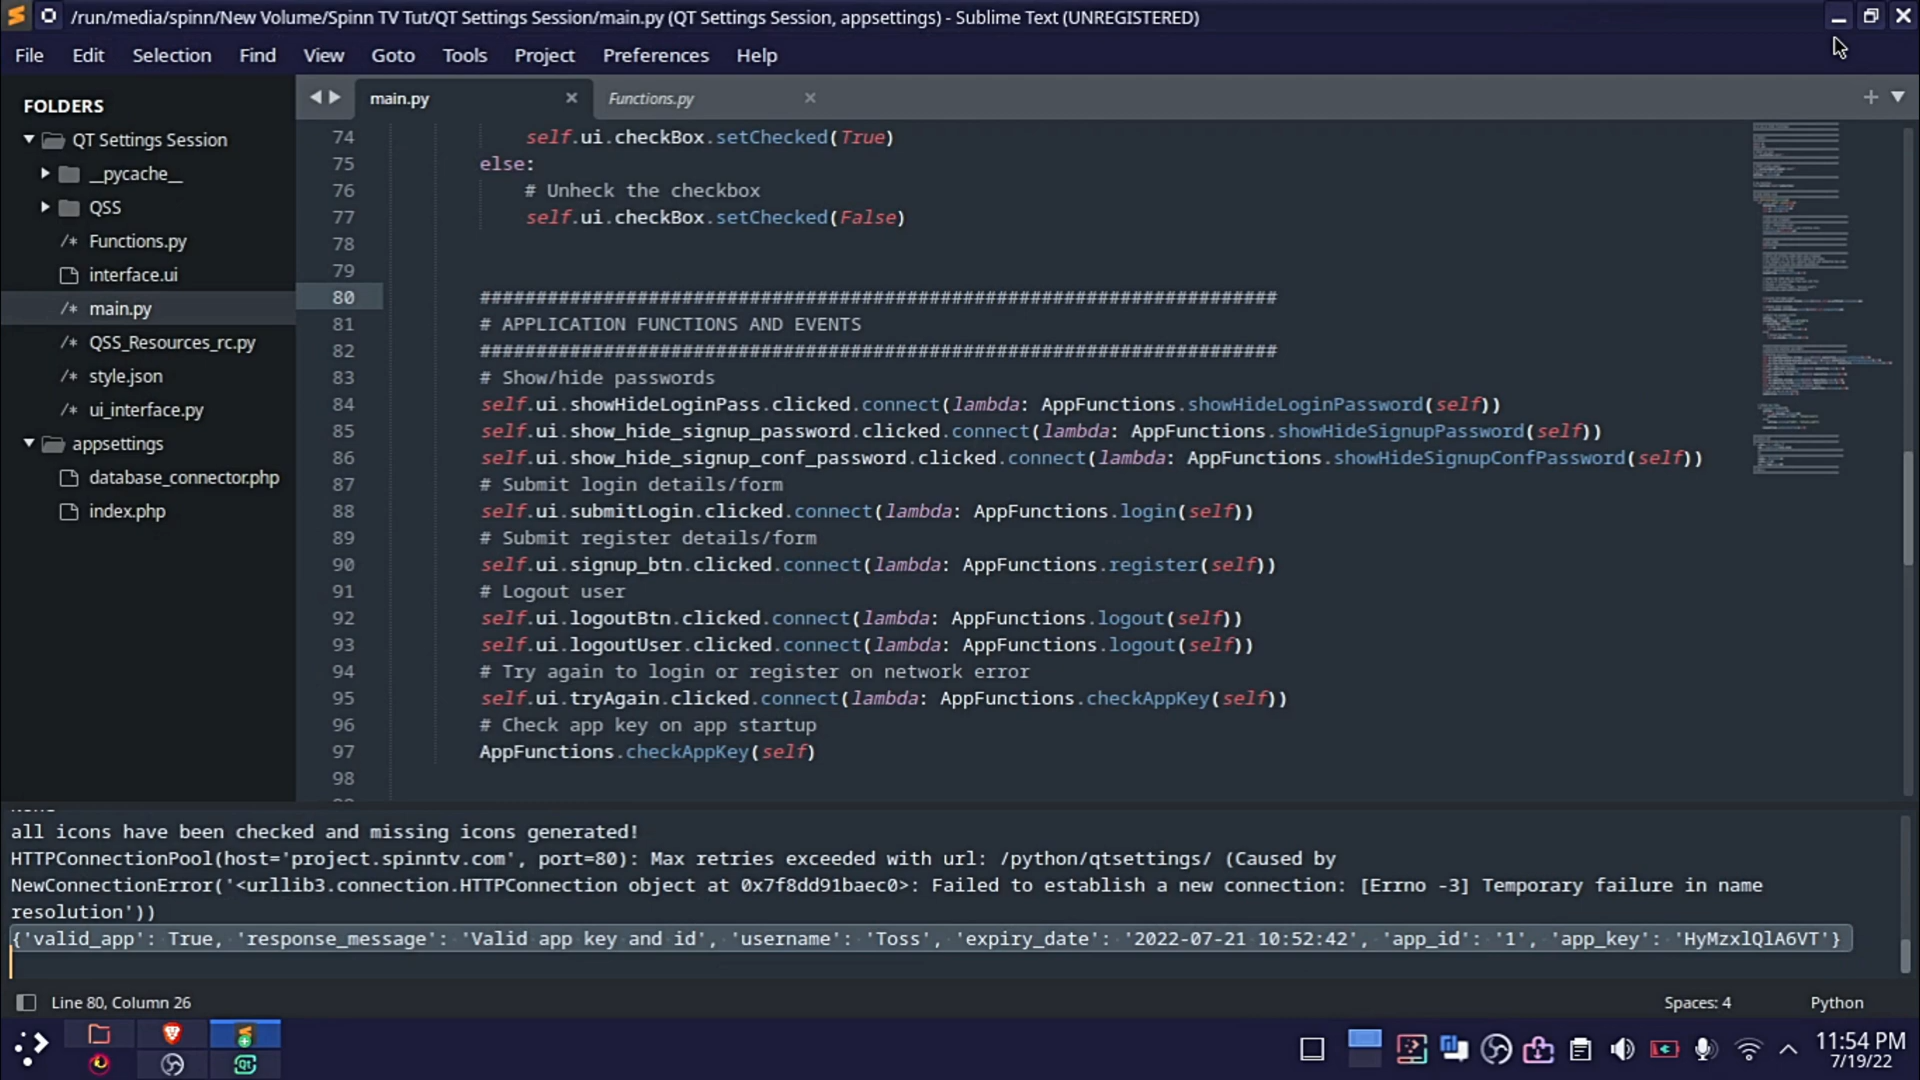 /run/media/spinn/New Volume/Spinn TV Tut/QT Settings Session/main.py (QT Settings Session, appsettings) - Sublime Text (UNREGISTERED)
File Edit Selection Find View Goto Tools Project Preferences Help
FOLDERS
QT Settings Session
__pycache__
QSS
Functions.py
interface.ui
main.py
QSS_Resources_rc.py
style.json
ui_interface.py
appsettings
database_connector.php
index.php
main.py Functions.py
74 self.ui.checkBox.setChecked(True)
75 else:
76 # Unheck the checkbox
77 self.ui.checkBox.setChecked(False)
78
79
80 #######################################################################
81 # APPLICATION FUNCTIONS AND EVENTS
82 #######################################################################
83 # Show/hide passwords
84 self.ui.showHideLoginPass.clicked.connect(lambda: AppFunctions.showHideLoginPassword(self))
85 self.ui.show_hide_signup_password.clicked.connect(lambda: AppFunctions.showHideSignupPassword(self))
86 self.ui.show_hide_signup_conf_password.clicked.connect(lambda: AppFunctions.showHideSignupConfPassword(self))
87 # Submit login details/form
88 self.ui.submitLogin.clicked.connect(lambda: AppFunctions.login(self))
89 # Submit register details/form
90 self.ui.signup_btn.clicked.connect(lambda: AppFunctions.register(self))
91 # Logout user
92 self.ui.logoutBtn.clicked.connect(lambda: AppFunctions.logout(self))
93 self.ui.logoutUser.clicked.connect(lambda: AppFunctions.logout(self))
94 # Try again to login or register on network error
95 self.ui.tryAgain.clicked.connect(lambda: AppFunctions.checkAppKey(self))
96 # Check app key on app startup
97 AppFunctions.checkAppKey(self)
98
all icons have been checked and missing icons generated!
HTTPConnectionPool(host='project.spinntv.com', port=80): Max retries exceeded with url: /python/qtsettings/ (Caused by
NewConnectionError('<urllib3.connection.HTTPConnection object at 0x7f8dd91baec0>: Failed to establish a new connection: [Errno -3] Temporary failure in name
resolution'))
{'valid_app': True, 'response_message': 'Valid app key and id', 'username': 'Toss', 'expiry_date': '2022-07-21 10:52:42', 'app_id': '1', 'app_key': 'HyMzxlQlA6VT'}
Line 80, Column 26 Spaces: 4 Python
11:54 PM
7/19/22